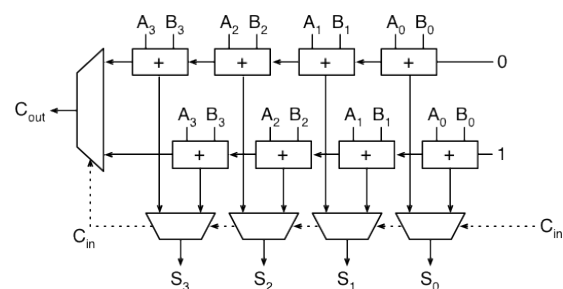 A3 B3 A2 B2 A1 B1 A0 B0
+ + + + 0
Cout
A3 B3 A2 B2 A1 B1 A0 B0
+ + + + 1
Cin Cin
S3 S2 S1 S0